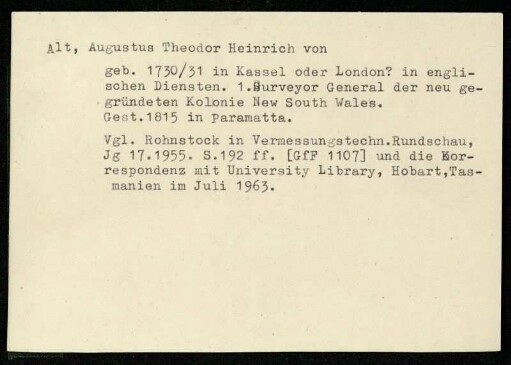 Alt, Augustus Theodor Heinrich von
geb. 1730/31 in Kassel oder London? in engli-
schen Diensten. 1.Surveyor General der neu ge-
gründeten Kolonie New South Wales.
Gest.1815 in Paramatta.
Vgl. Rohnstock in Vermessungstechn.Rundschau,
Jg 17.1955. S.192 ff. [GfF 1107] und die Kor-
respondenz mit University Library, Hobart,Tas-
manien im Juli 1963.